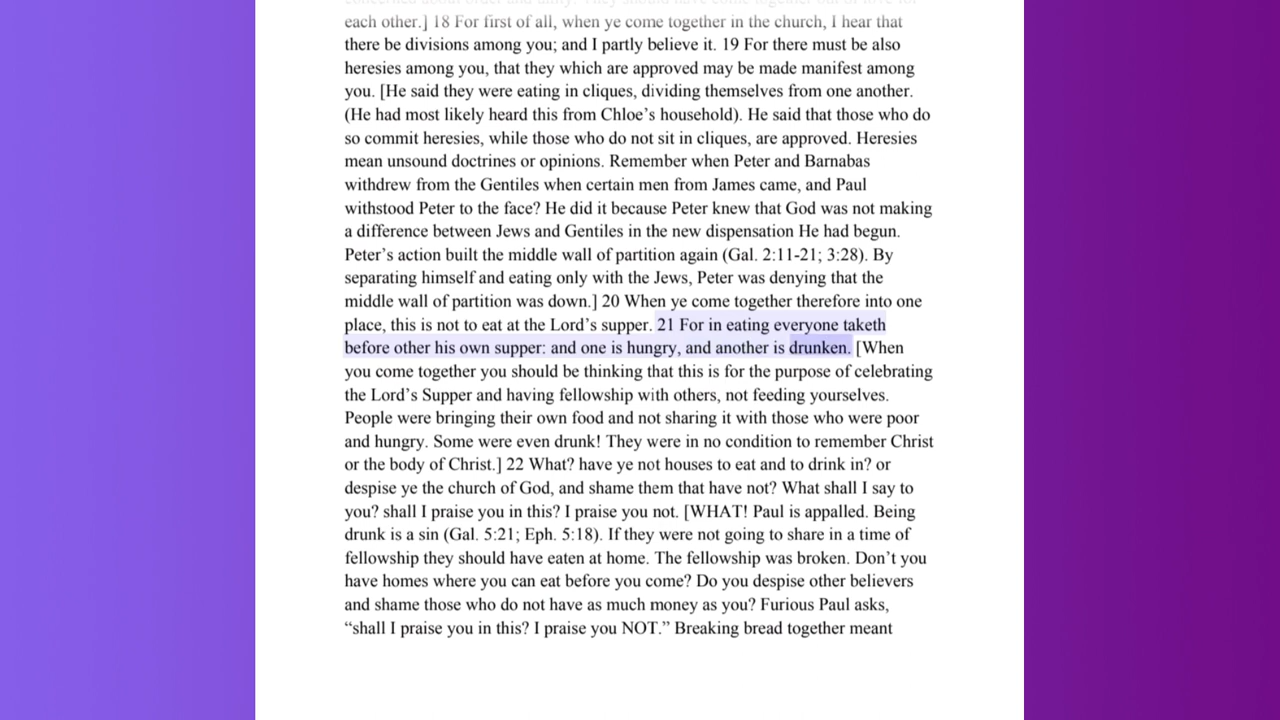 each other.] 18 For first of all, when ye come together in the church, I hear that
there be divisions among you; and I partly believe it. 19 For there must be also
heresies among you, that they which are approved may be made manifest among
you. [He said they were eating in cliques, dividing themselves from one another.
(He had most likely heard this from Chloe’s household). He said that those who do
so commit heresies, while those who do not sit in cliques, are approved. Heresies
mean unsound doctrines or opinions. Remember when Peter and Barnabas
withdrew from the Gentiles when certain men from James came, and Paul
withstood Peter to the face? He did it because Peter knew that God was not making
a difference between Jews and Gentiles in the new dispensation He had begun.
Peter’s action built the middle wall of partition again (Gal. 2:11-21; 3:28). By
separating himself and eating only with the Jews, Peter was denying that the
middle wall of partition was down.] 20 When ye come together therefore into one
place, this is not to eat at the Lord’s supper. 21 For in eating everyone taketh
before other his own supper: and one is hungry, and another is drunken. [When
you come together you should be thinking that this is for the purpose of celebrating
the Lord’s Supper and having fellowship with others, not feeding yourselves.
People were bringing their own food and not sharing it with those who were poor
and hungry. Some were even drunk! They were in no condition to remember Christ
or the body of Christ.] 22 What? have ye not houses to eat and to drink in? or
despise ye the church of God, and shame them that have not? What shall I say to
you? shall I praise you in this? I praise you not. [WHAT! Paul is appalled. Being
drunk is a sin (Gal. 5:21; Eph. 5:18). If they were not going to share in a time of
fellowship they should have eaten at home. The fellowship was broken. Don’t you
have homes where you can eat before you come? Do you despise other believers
and shame those who do not have as much money as you? Furious Paul asks,
“shall I praise you in this? I praise you NOT.” Breaking bread together meant